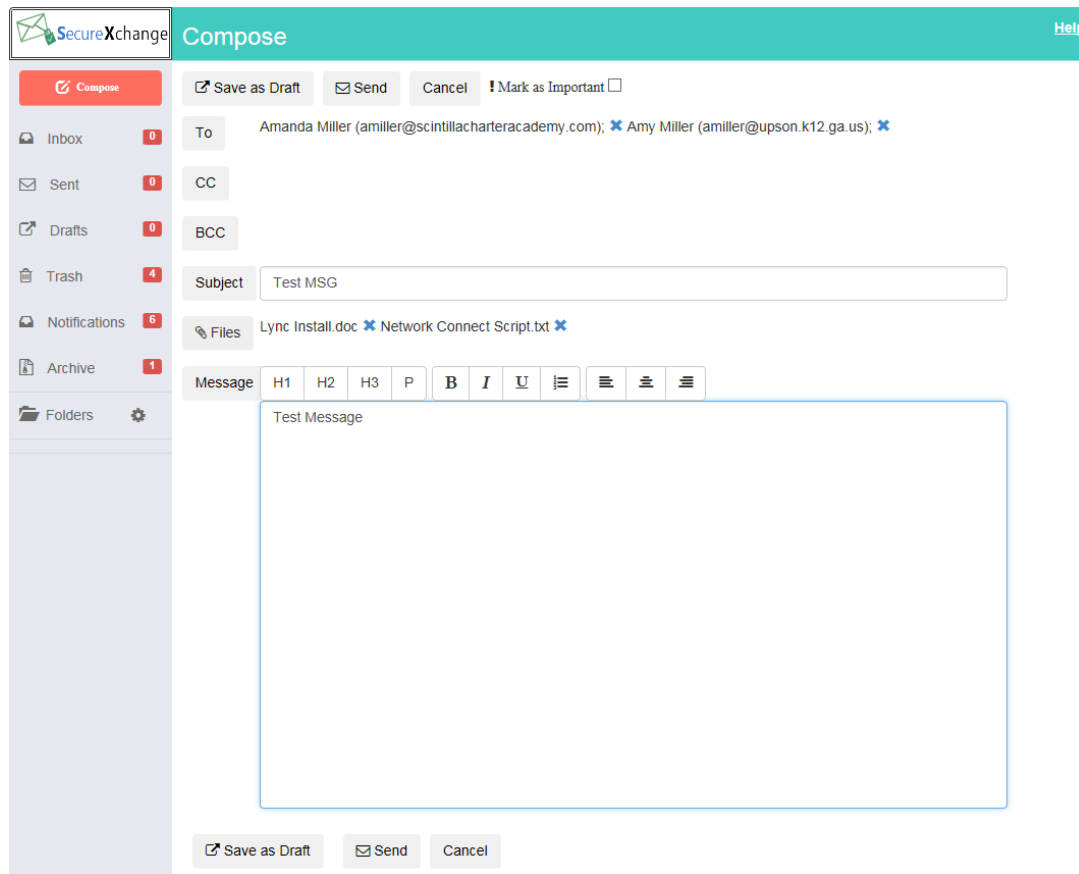 SecureXchange
Compose
Help
Compose
Inbox 0
Sent 0
Drafts 0
Trash 4
Notifications 6
Archive 1
Folders
Save as Draft Send Cancel ! Mark as Important
To Amanda Miller (amiller@scintillacharteracademy.com); Amy Miller (amiller@upson.k12.ga.us);
CC
BCC
Subject Test MSG
Files Lync Install.doc Network Connect Script.txt
Message H1 H2 H3 P B I U
Test Message
Save as Draft Send Cancel